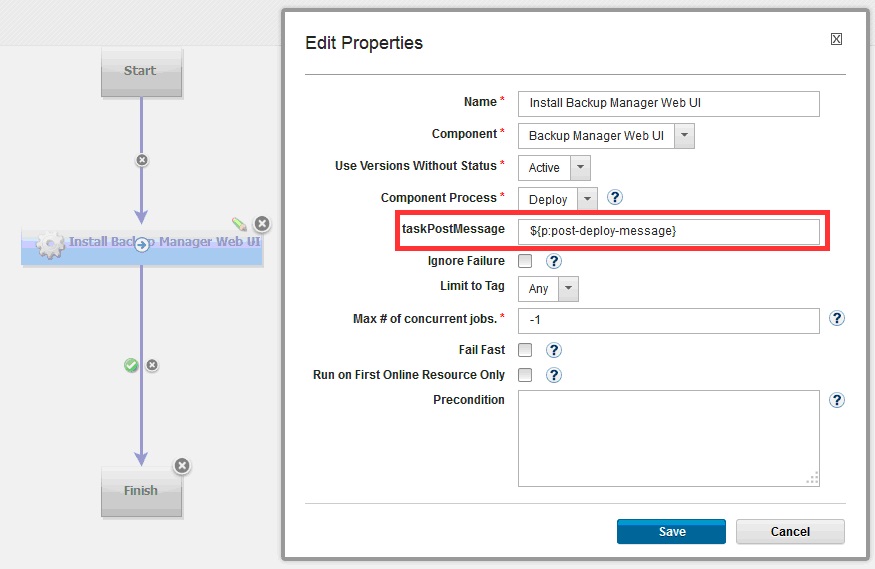 Start
Install Backup Manager Web UI
Finish
Edit Properties
Name * Install Backup Manager Web UI
Component * Backup Manager Web UI
Use Versions Without Status * Active
Component Process * Deploy ?
taskPostMessage ${p:post-deploy-message}
Ignore Failure ?
Limit to Tag Any
Max # of concurrent jobs. * -1 ?
Fail Fast ?
Run on First Online Resource Only ?
Precondition ?
Save Cancel